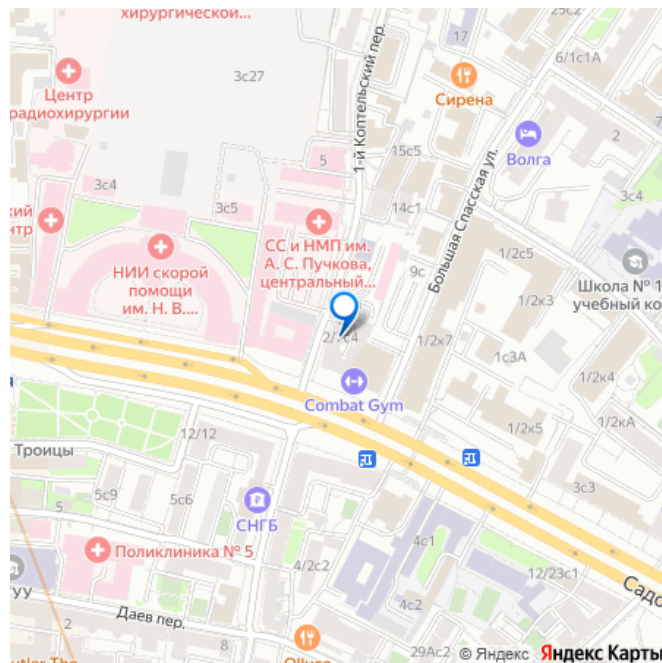 хирургической...
25с2
17
6/1с1А
3с27
Центр
радиохирургии
1-й Коптельский пер.
Сирена
2
5
15с5
Волга
3с4
3с4
3с5
14с1
Большая Спасская ул.
СС и НМП им.
А. С. Пучкова,
центральный...
НИИ скорой
помощи
им. Н. В....
9с
1/2с5
Школа № 1
учебный ко
1/2к3
2/7с4
1/2к7
1с3А
1/2к4
Combat Gym
12/12
1/2к5
1/2кА
Троицы
5с9
5с6
3с3
СНГБ
5
Поликлиника № 5
4с1
4/2с2
12/23с1
Садо
Даев пер.
4с2
8
29Ас2
© Яндекс Яндекс Карты